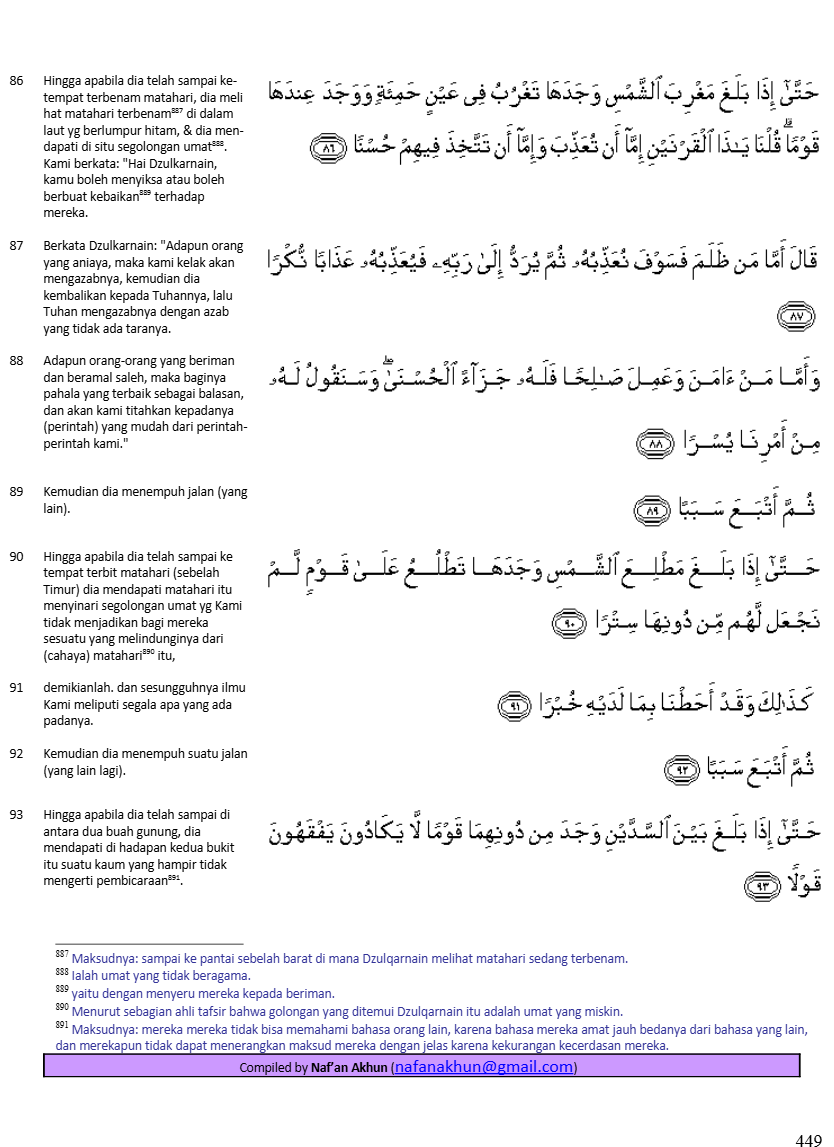 86 Hingga apabila dia telah sampai ke-
tempat terbenam matahari, dia meli
hat matahari terbenam887 di dalam
laut yg berlumpur hitam, & dia men-
dapati di situ segolongan umat888.
Kami berkata: "Hai Dzulkarnain,
kamu boleh menyiksa atau boleh
berbuat kebaikan889 terhadap
mereka.
حَتَّىٰٓ إِذَا بَلَغَ مَغْرِبَ ٱلشَّمْسِ وَجَدَهَا تَغْرُبُ فِى عَيْنٍ حَمِئَةٍ وَوَجَدَ عِندَهَا
قَوْمًا ۗ قُلْنَا يَـٰذَا ٱلْقَرْنَيْنِ إِمَّآ أَن تُعَذِّبَ وَإِمَّآ أَن تَتَّخِذَ فِيهِمْ حُسْنًا ٨٦
87 Berkata Dzulkarnain: "Adapun orang
yang aniaya, maka kami kelak akan
mengazabnya, kemudian dia
kembalikan kepada Tuhannya, lalu
Tuhan mengazabnya dengan azab
yang tidak ada taranya.
قَالَ أَمَّا مَن ظَلَمَ فَسَوْفَ نُعَذِّبُهُۥ ثُمَّ يُرَدُّ إِلَىٰ رَبِّهِۦ فَيُعَذِّبُهُۥ عَذَابًا نُّكْرًا
٨٧
88 Adapun orang-orang yang beriman
dan beramal saleh, maka baginya
pahala yang terbaik sebagai balasan,
dan akan kami titahkan kepadanya
(perintah) yang mudah dari perintah-
perintah kami."
وَأَمَّا مَنْ ءَامَنَ وَعَمِلَ صَـٰلِحًا فَلَهُۥ جَزَآءً ٱلْحُسْنَىٰ ۖ وَسَنَقُولُ لَهُۥ
مِنْ أَمْرِنَا يُسْرًا ٨٨
89 Kemudian dia menempuh jalan (yang
lain).
ثُمَّ أَتْبَعَ سَبَبًا ٨٩
90 Hingga apabila dia telah sampai ke
tempat terbit matahari (sebelah
Timur) dia mendapati matahari itu
menyinari segolongan umat yg Kami
tidak menjadikan bagi mereka
sesuatu yang melindunginya dari
(cahaya) matahari890 itu,
حَتَّىٰٓ إِذَا بَلَغَ مَطْلِعَ ٱلشَّمْسِ وَجَدَهَا تَطْلُعُ عَلَىٰ قَوْمٍ لَّمْ
نَجْعَل لَّهُم مِّن دُونِهَا سِتْرًا ٩٠
91 demikianlah. dan sesungguhnya ilmu
Kami meliputi segala apa yang ada
padanya.
كَذَٰلِكَ وَقَدْ أَحَطْنَا بِمَا لَدَيْهِ خُبْرًا ٩١
92 Kemudian dia menempuh suatu jalan
(yang lain lagi).
ثُمَّ أَتْبَعَ سَبَبًا ٩٢
93 Hingga apabila dia telah sampai di
antara dua buah gunung, dia
mendapati di hadapan kedua bukit
itu suatu kaum yang hampir tidak
mengerti pembicaraan891.
حَتَّىٰٓ إِذَا بَلَغَ بَيْنَ ٱلسَّدَّيْنِ وَجَدَ مِن دُونِهِمَا قَوْمًا لَّا يَكَادُونَ يَفْقَهُونَ
قَوْلًا ٩٣
887 Maksudnya: sampai ke pantai sebelah barat di mana Dzulqarnain melihat matahari sedang terbenam.
888 Ialah umat yang tidak beragama.
889 yaitu dengan menyeru mereka kepada beriman.
890 Menurut sebagian ahli tafsir bahwa golongan yang ditemui Dzulqarnain itu adalah umat yang miskin.
891 Maksudnya: mereka mereka tidak bisa memahami bahasa orang lain, karena bahasa mereka amat jauh bedanya dari bahasa yang lain,
dan merekapun tidak dapat menerangkan maksud mereka dengan jelas karena kekurangan kecerdasan mereka.
Compiled by Naf'an Akhun (nafanakhun@gmail.com)
449